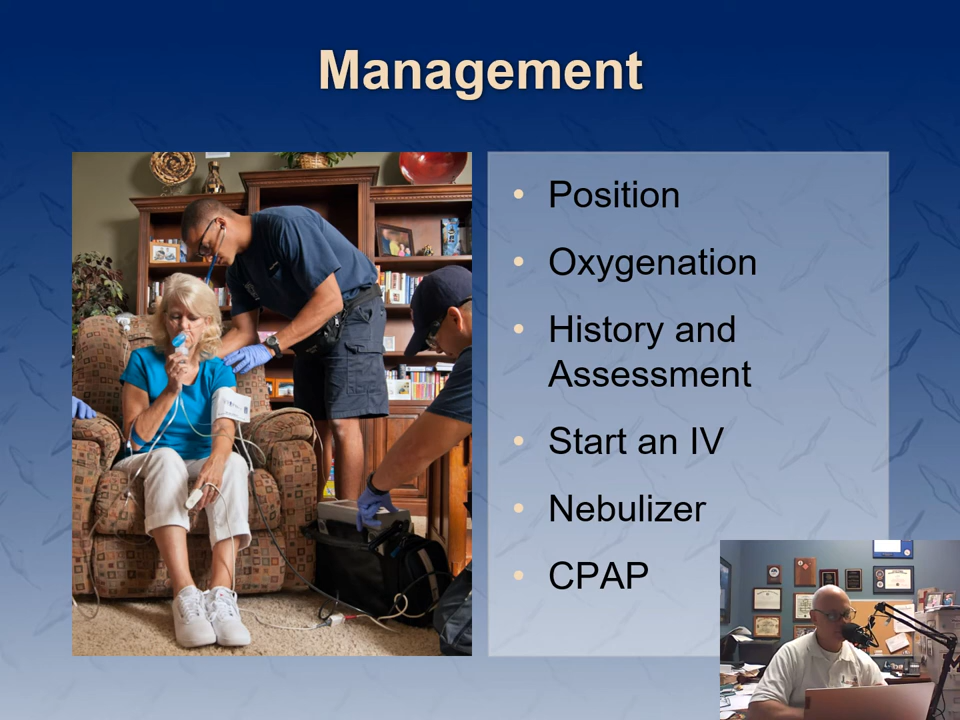 Management
• Position
• Oxygenation
• History and
Assessment
• Start an IV
• Nebulizer
• CPAP